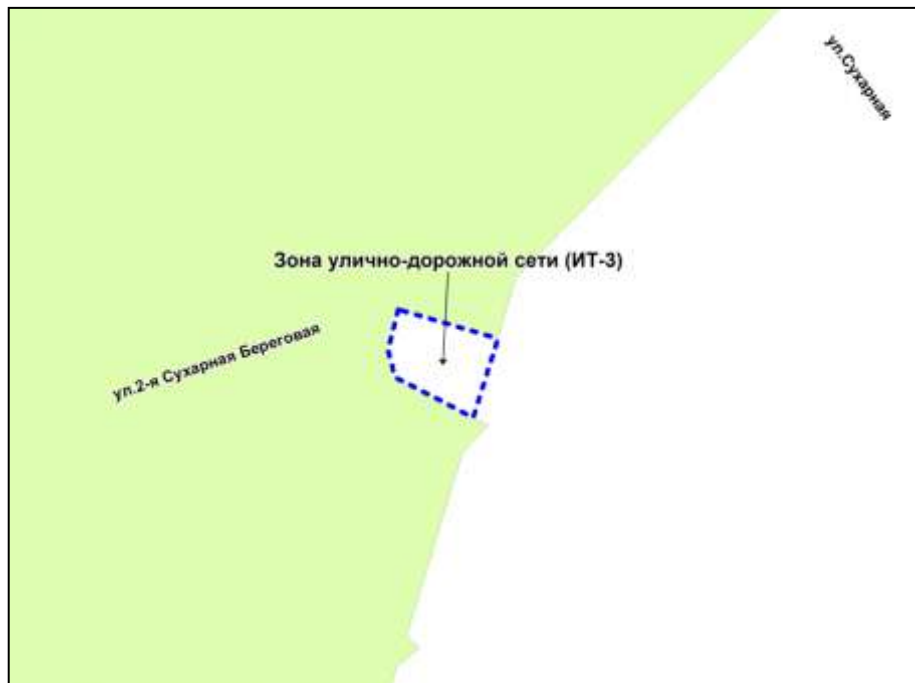 ул.Сухарная
Зона улично-дорожной сети (ИТ-3)
ул.2-я Сухарная Береговая